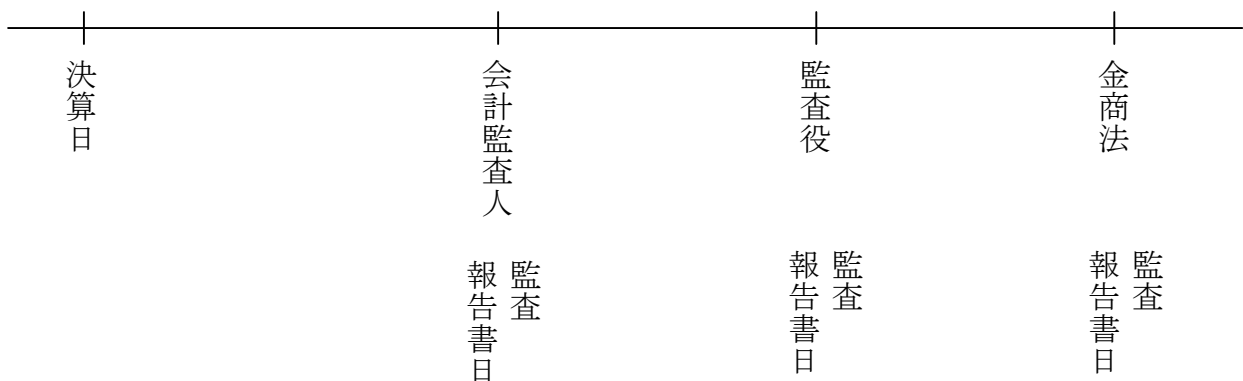 決算日
会計監査人
監査
報告書日
監査役
監査
報告書日
金商法
監査
報告書日